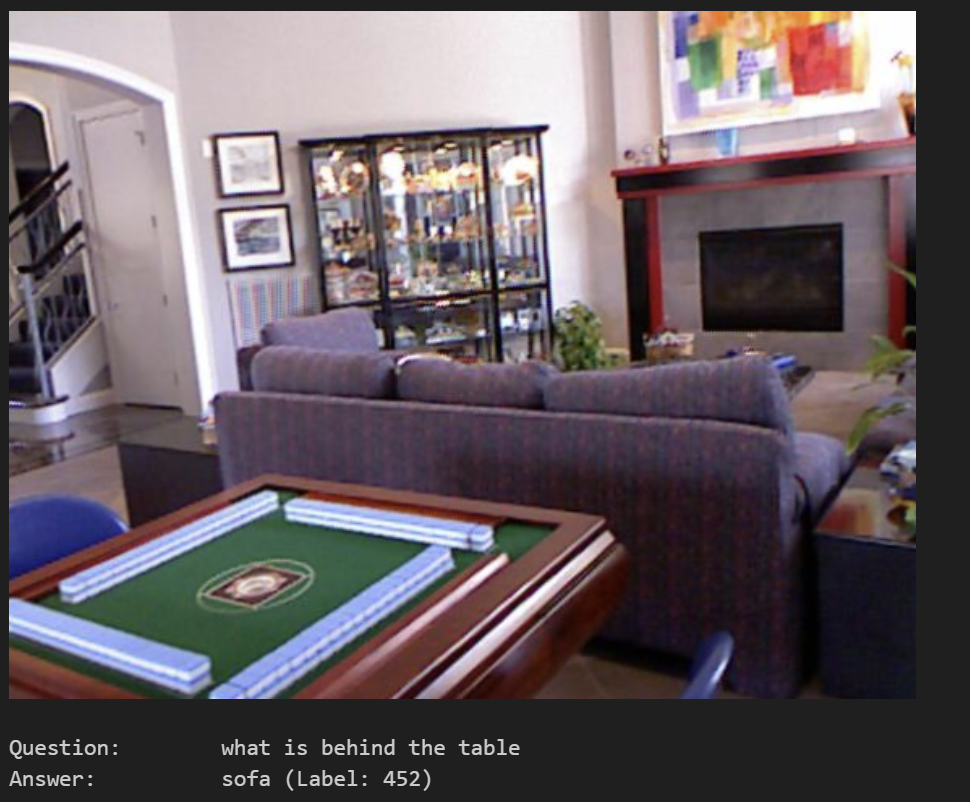 Question: what is behind the table
Answer: sofa (Label: 452)